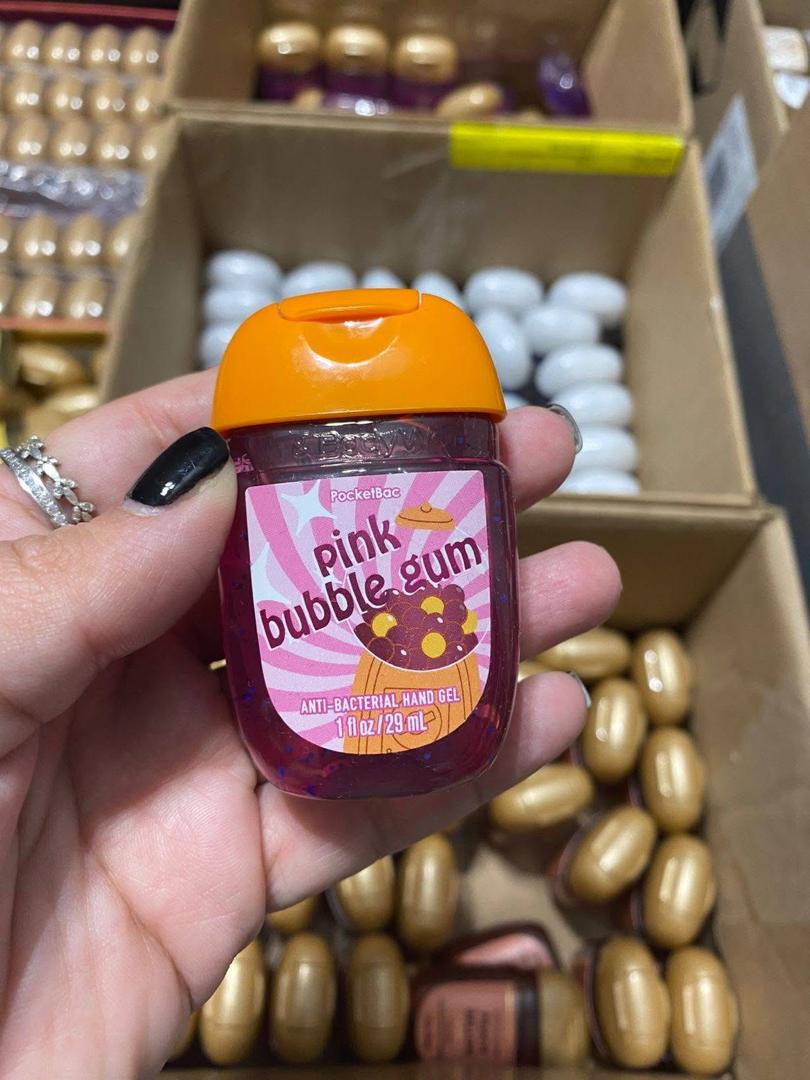 PocketBac
pink
bubble gum
ANTI-BACTERIAL HAND GEL
1 fl oz / 29 mL